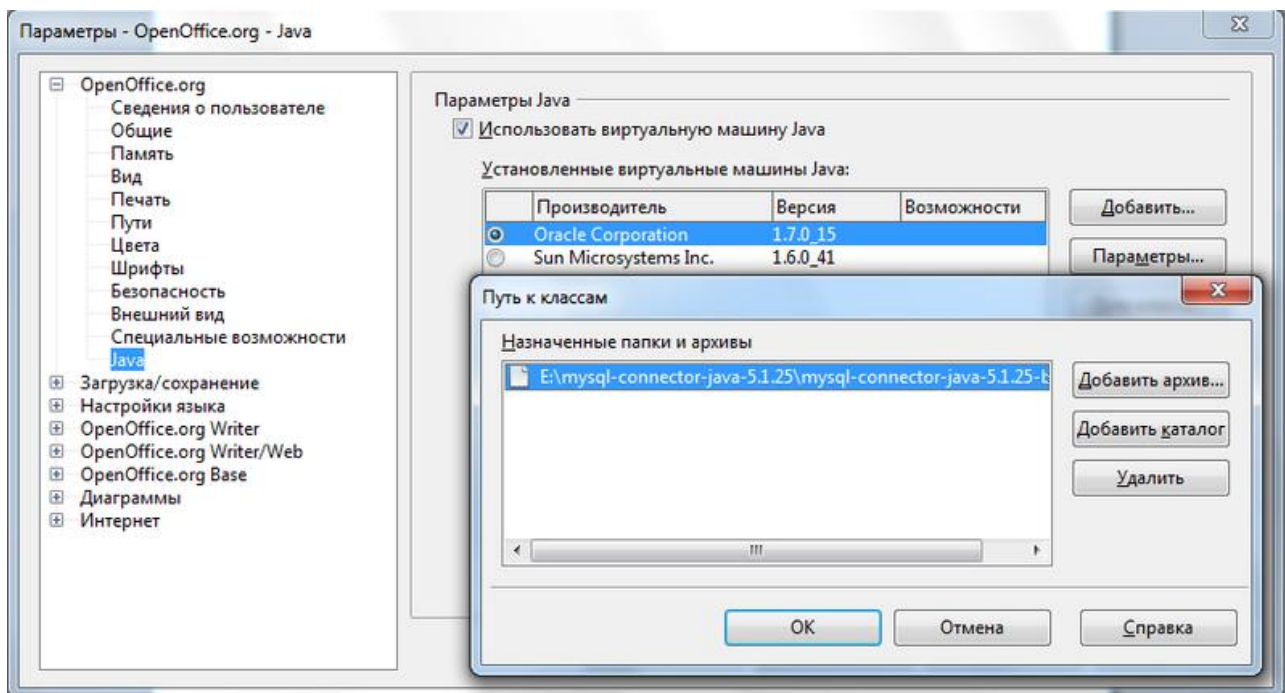 Параметры - OpenOffice.org - Java
OpenOffice.org
Сведения о пользователе
Общие
Память
Вид
Печать
Пути
Цвета
Шрифты
Безопасность
Внешний вид
Специальные возможности
Java
Загрузка/сохранение
Настройки языка
OpenOffice.org Writer
OpenOffice.org Writer/Web
OpenOffice.org Base
Диаграммы
Интернет
Параметры Java
Использовать виртуальную машину Java
Установленные виртуальные машины Java:
Производитель Версия Возможности
Oracle Corporation 1.7.0_15
Sun Microsystems Inc. 1.6.0_41
Добавить...
Параметры...
Путь к классам
Назначенные папки и архивы
E:\mysql-connector-java-5.1.25\mysql-connector-java-5.1.25-b
Добавить архив...
Добавить каталог
Удалить
OK Отмена Справка